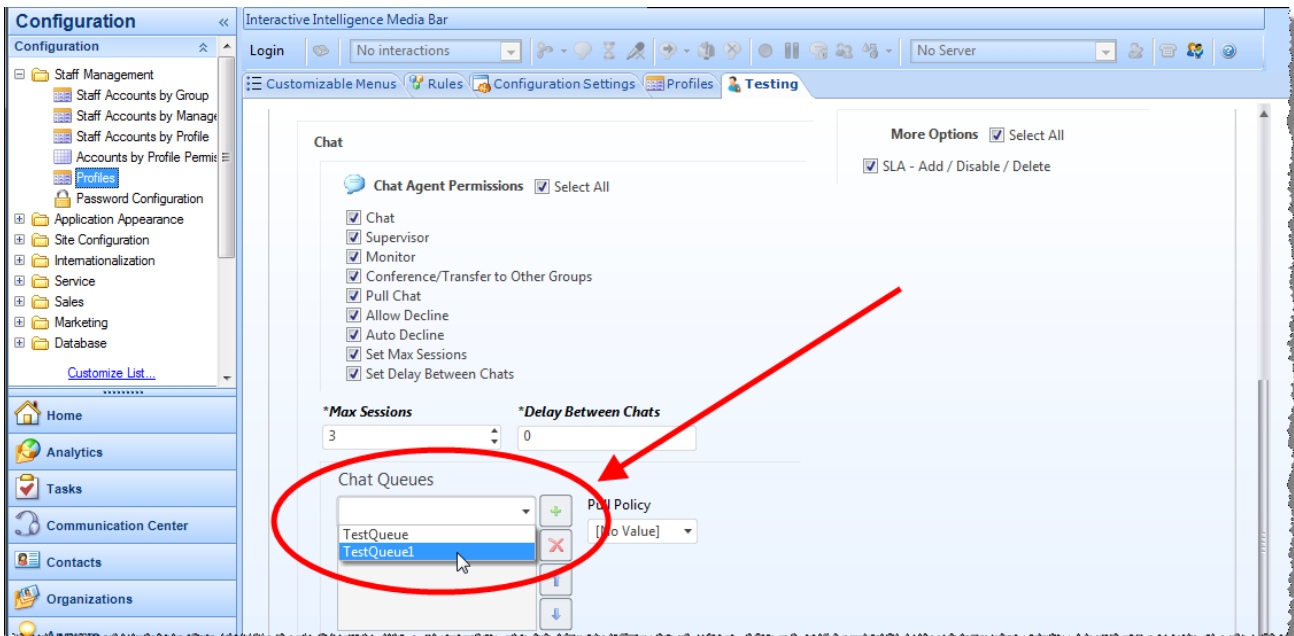 Configuration «
Interactive Intelligence Media Bar
Configuration
Login
No interactions
No Server
Customizable Menus
Rules
Configuration Settings
Profiles
Testing
Staff Management
Staff Accounts by Group
Staff Accounts by Manage
Staff Accounts by Profile
Accounts by Profile Permis
Profiles
Password Configuration
Application Appearance
Site Configuration
Internationalization
Service
Sales
Marketing
Database
Customize List...
Home
Analytics
Tasks
Communication Center
Contacts
Organizations
Chat
Chat Agent Permissions Select All
Chat
Supervisor
Monitor
Conference/Transfer to Other Groups
Pull Chat
Allow Decline
Auto Decline
Set Max Sessions
Set Delay Between Chats
More Options Select All
SLA - Add / Disable / Delete
*Max Sessions *Delay Between Chats
3 0
Chat Queues
Pull Policy
[No Value]
TestQueue
TestQueue1